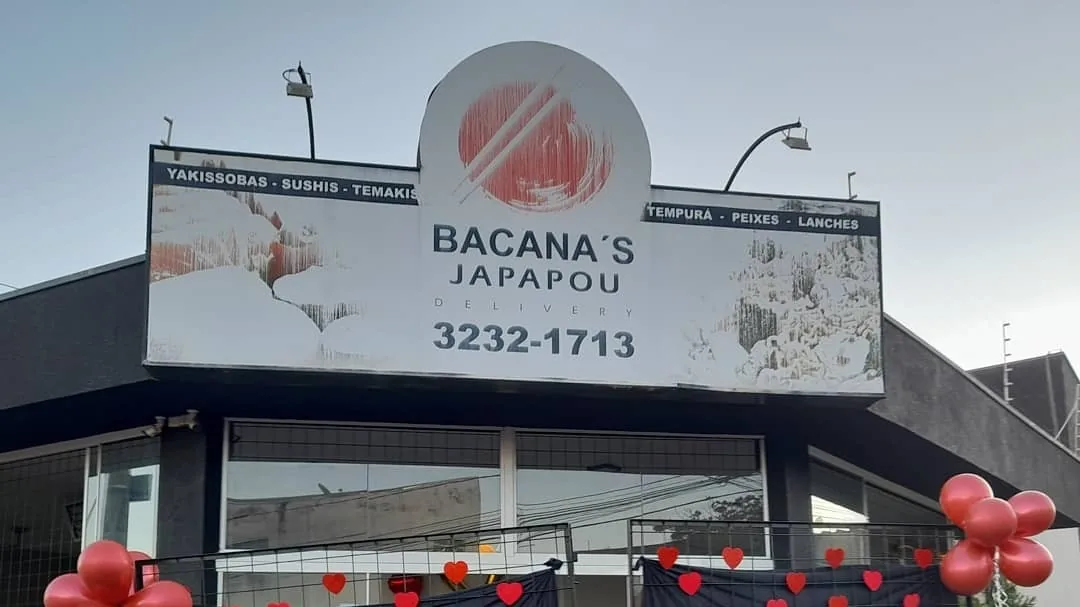 YAKISSOBAS - SUSHIS - TEMAKIS
TEMPURÁ - PEIXES - LANCHES
BACANA´S
JAPAPOU
DELIVERY
3232-1713